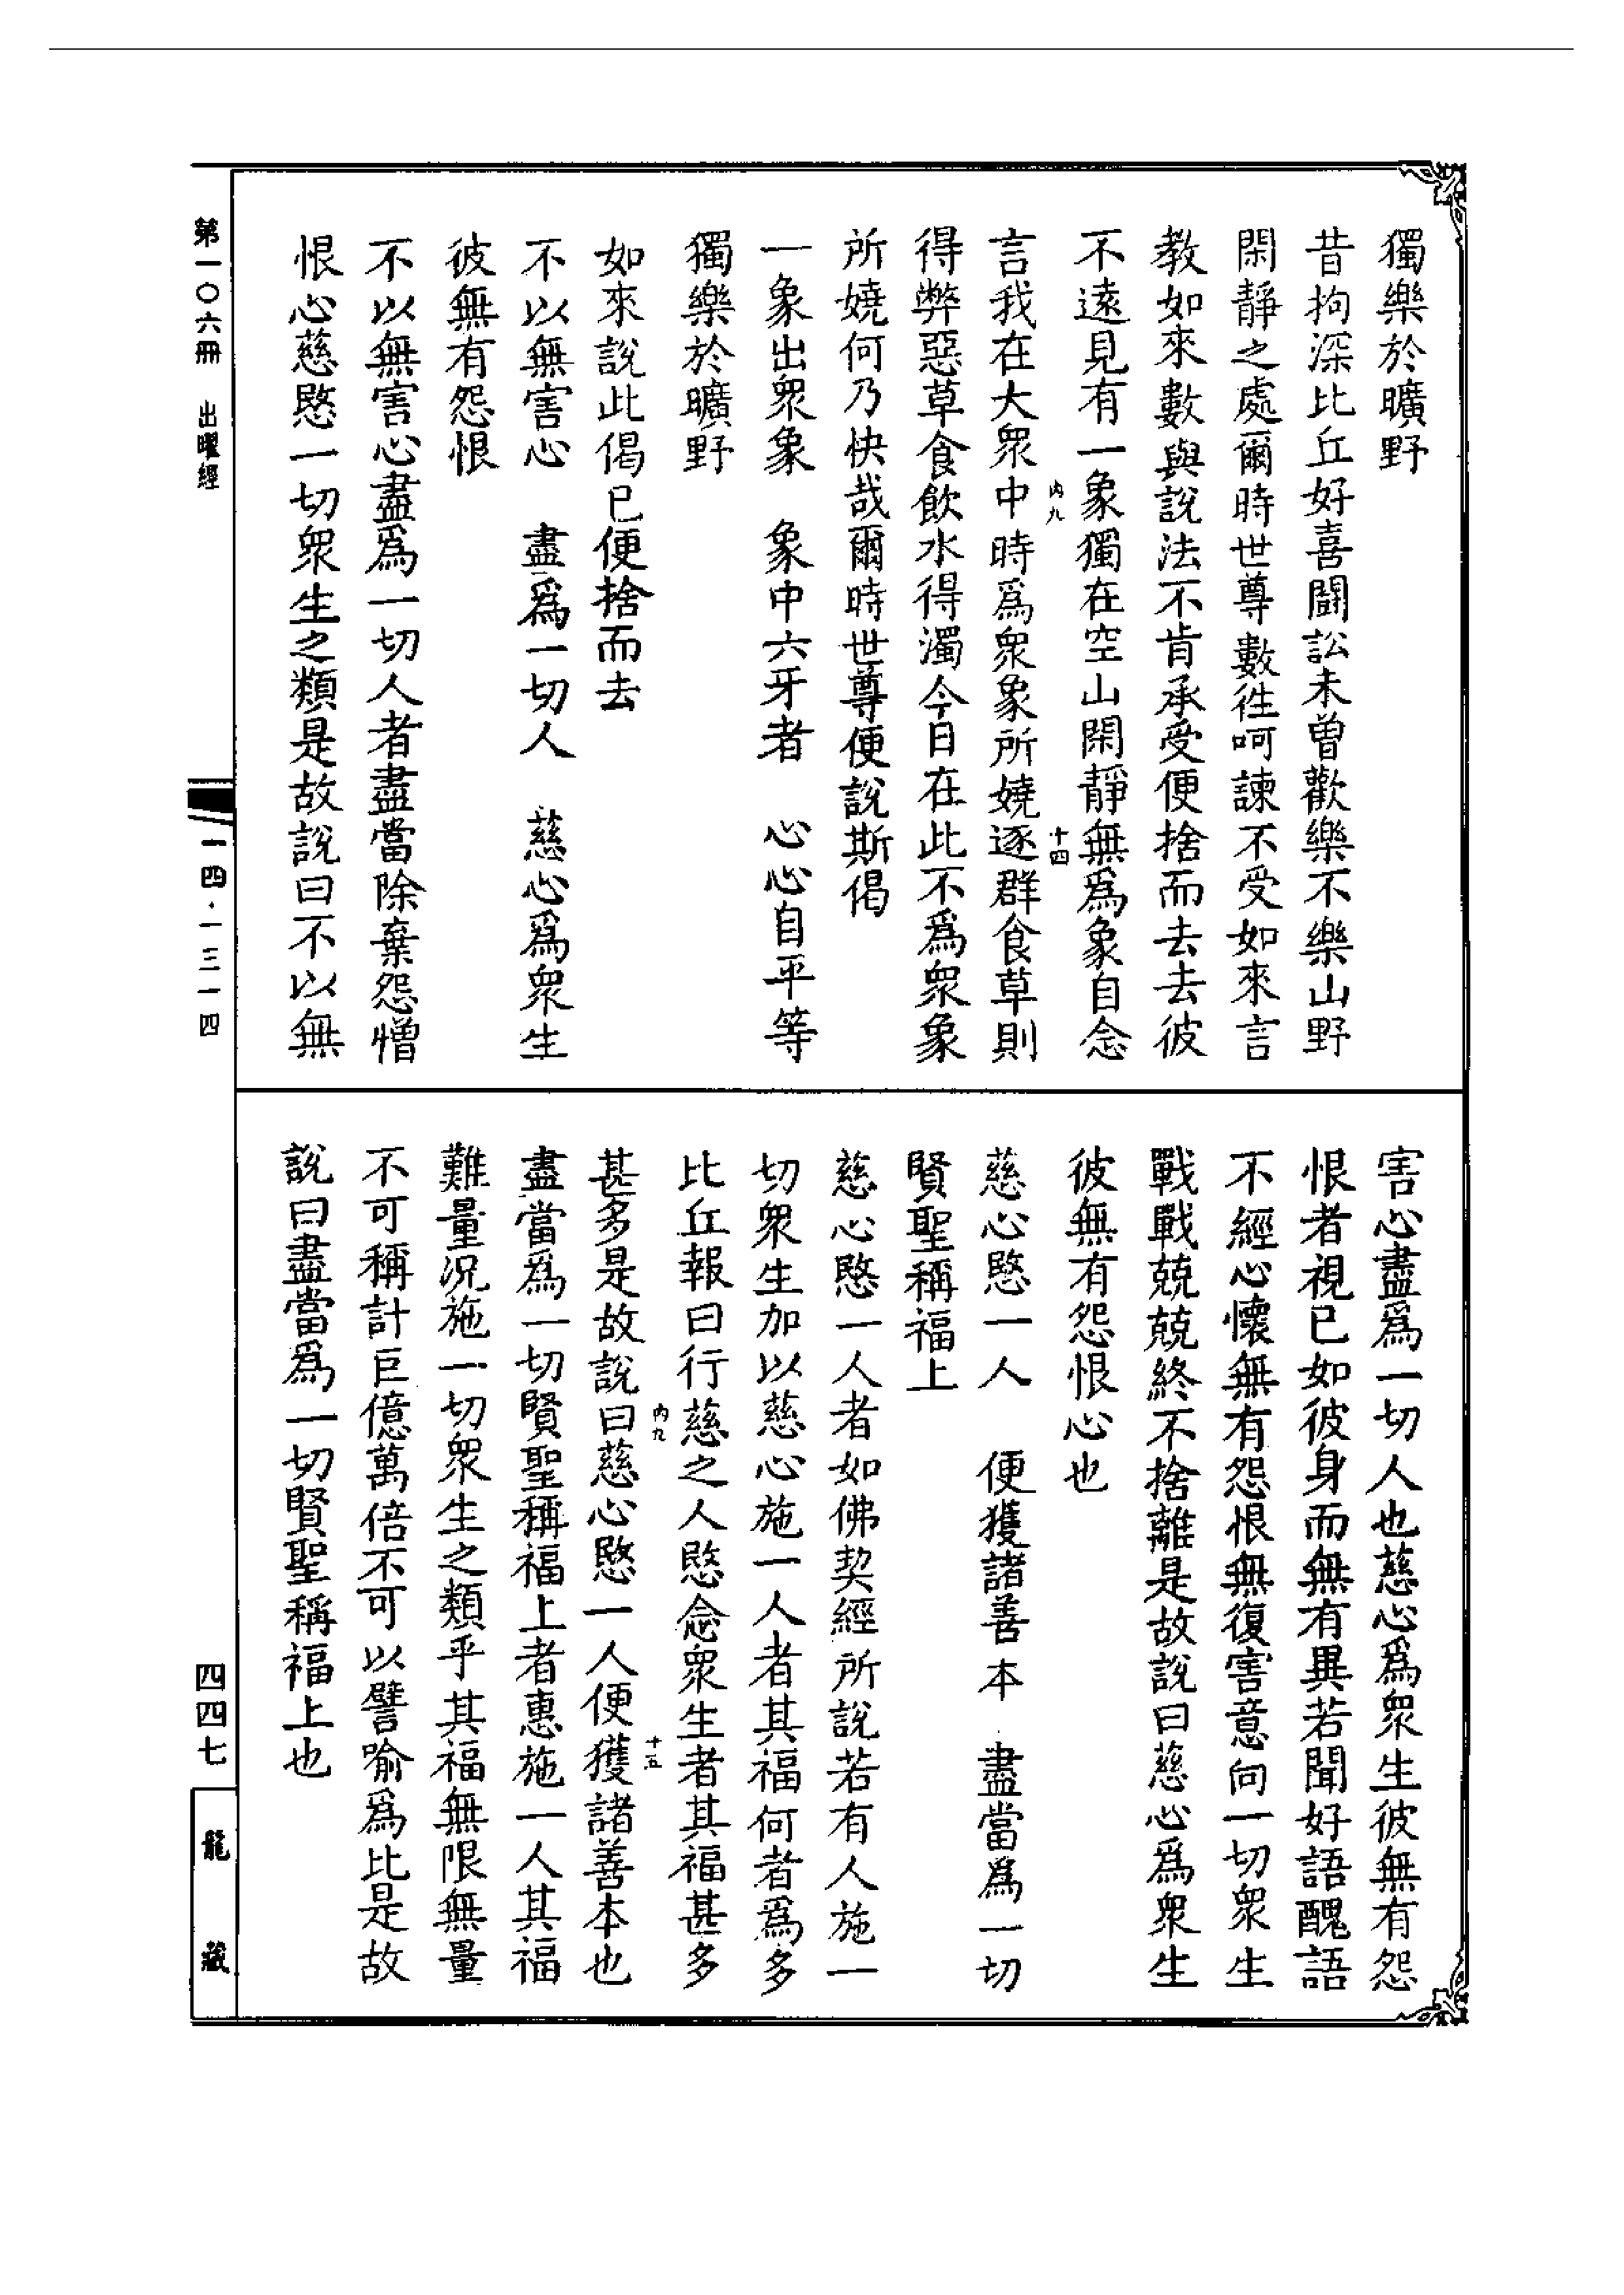 獨樂於曠野
昔拘深比丘好喜鬪訟未曾歡樂不樂山野
閑靜之處爾時世尊數徃呵諫不受如來言
教如來數與說法不肯承受便捨而去去彼
不遠見有一象獨在空山閑靜無爲象自念
言我在大衆中時爲衆象所嬈逐群食草則
内九
十四
得弊惡草食飲水得濁今日在此不爲衆象
所嬈何乃快哉爾時世尊便說斯偈
一象出衆象　象中六牙者　心心自平等
獨樂於曠野
如來說此偈已便捨而去
不以無害心　盡爲一切人　慈心爲衆生
彼無有怨恨
不以無害心盡爲一切人者盡當除棄怨憎
恨心慈愍一切衆生之類是故說曰不以無
害心盡爲一切人也慈心爲衆生彼無有怨
恨者視已如彼身而無有異若聞好語醜語
不經心懷無有怨恨無復害意向一切衆生
戰戰兢兢終不捨離是故說曰慈心爲衆生
彼無有怨恨心也
慈心愍一人　便獲諸善本　盡當爲一切
賢聖稱福上
慈心愍一人者如佛契經所說若有人施一
切衆生加以慈心施一人者其福何者爲多
比丘報曰行慈之人愍念衆生者其福甚多
内九
十五
甚多是故說曰慈心愍一人便獲諸善本也
盡當爲一切賢聖稱福上者惠施一人其福
難量況施一切衆生之類乎其福無限無量
不可稱計巨億萬倍不可以譬喻爲比是故
說曰盡當爲一切賢聖稱福上也
第一〇六冊　出曜經
一四·一三一四
四四七
龍藏